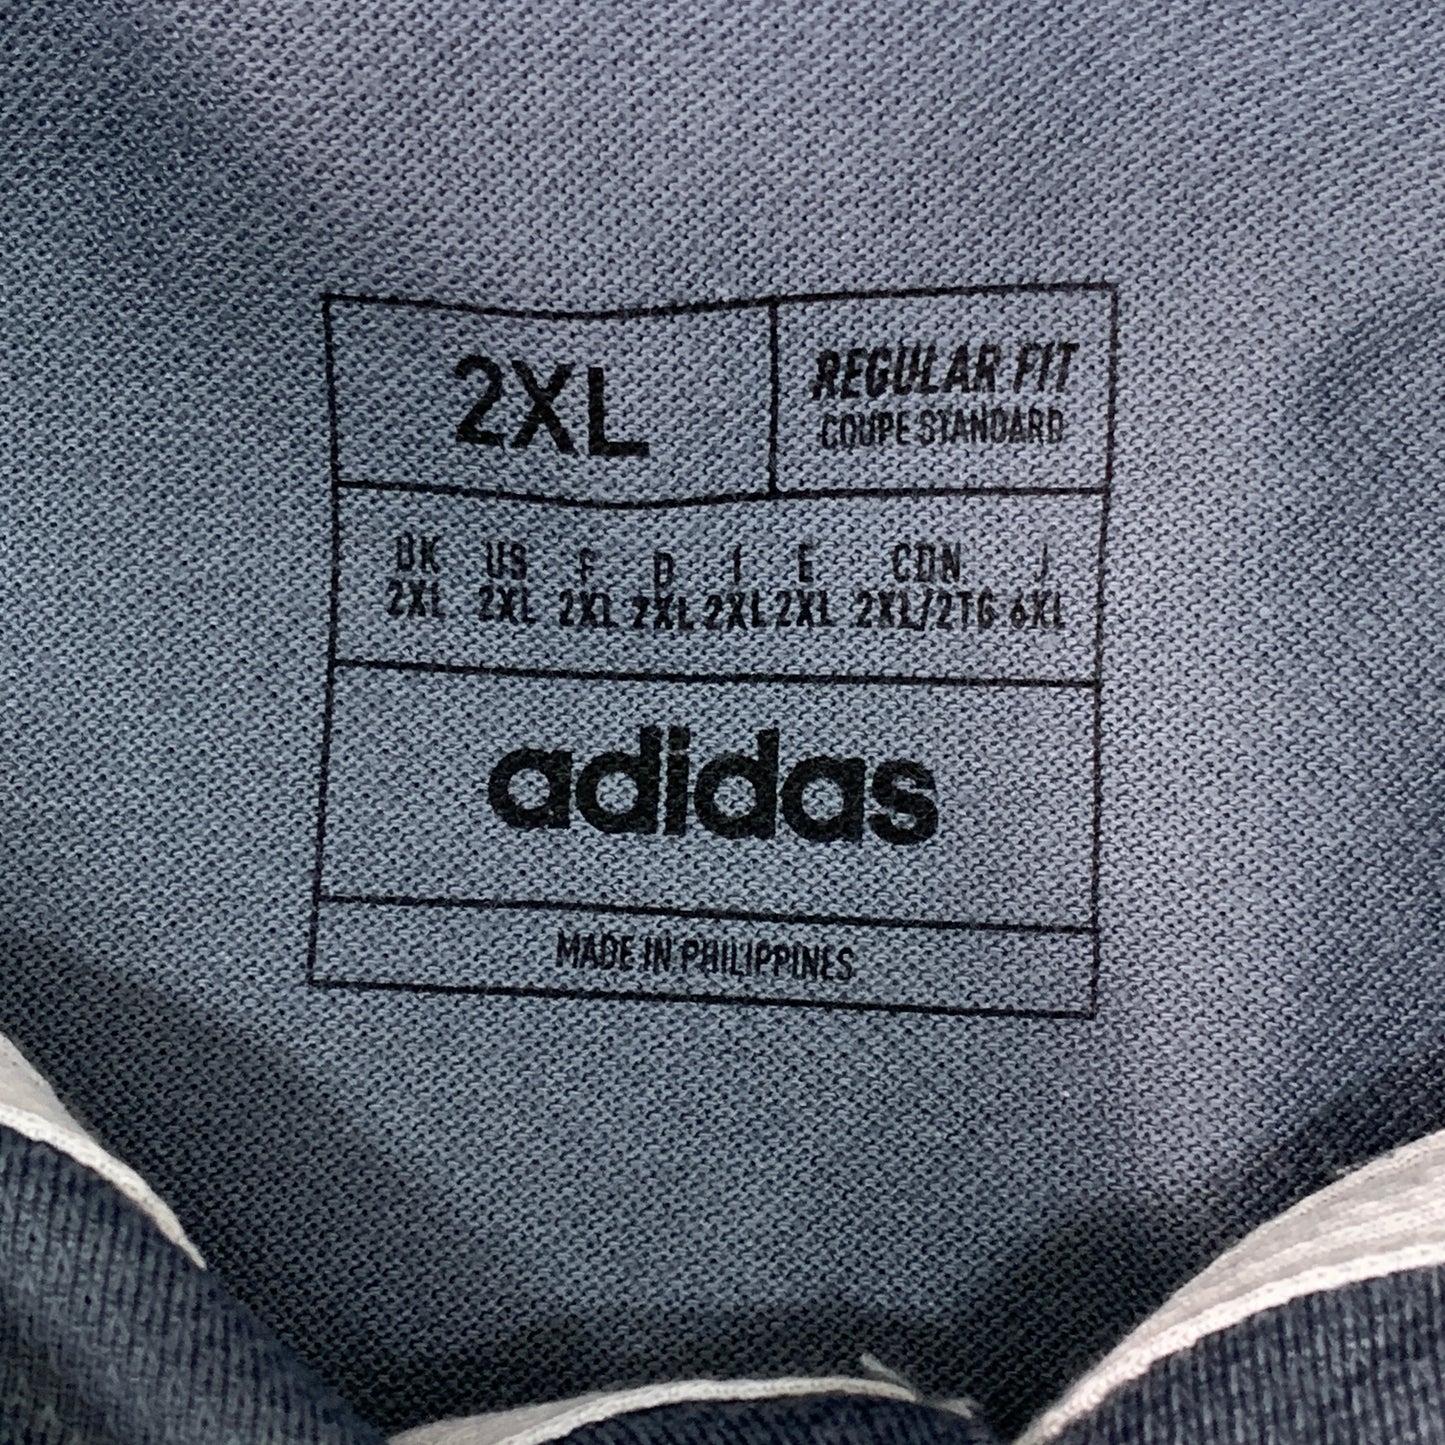 2XL
REGULAR FIT
COUPE STANDARD
UK US F D I E CDN J
2XL 2XL 2XL 2XL 2XL 2XL 2XL/2TG 6XL
adidas
MADE IN PHILIPPINES